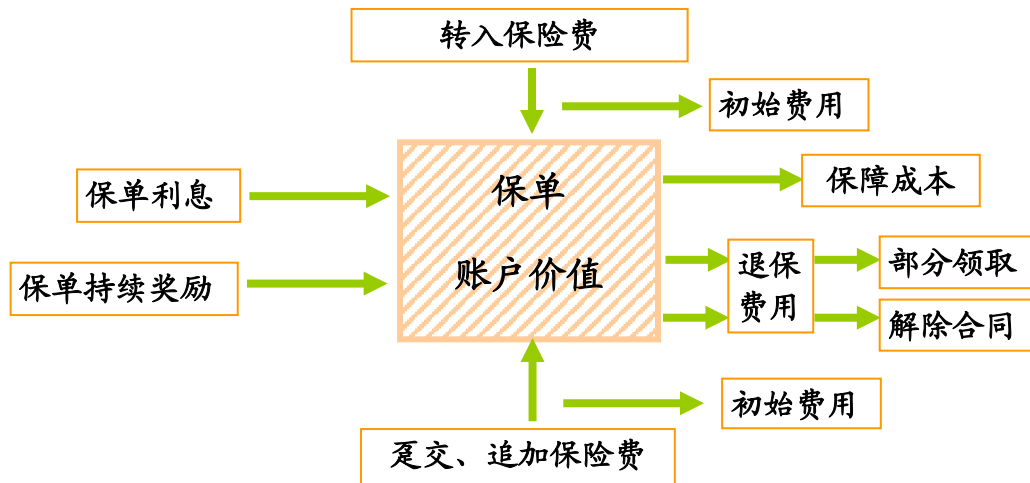 转入保险费
初始费用
保单利息
保单持续奖励
保单
账户价值
保障成本
退保
费用
部分领取
解除合同
初始费用
趸交、追加保险费